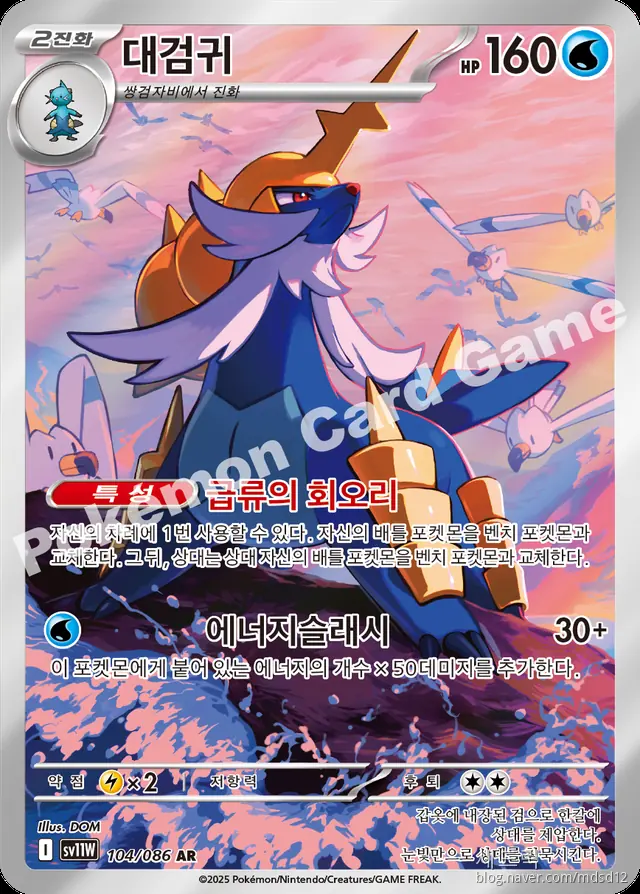 2진화
대검귀
HP 160
쌍검자비에서 진화
Pokémon Card Game
특성 급류의 회오리
자신의 차례에 1번 사용할 수 있다. 자신의 배틀 포켓몬을 벤치 포켓몬과
교체한다. 그 뒤, 상대는 상대 자신의 배틀 포켓몬을 벤치 포켓몬과 교체한다.
에너지슬래시 30+
이 포켓몬에게 붙어 있는 에너지의 개수 × 50데미지를 추가한다.
약점 ×2 저항력 후퇴
Illus. DOM
갑옷에 내장된 검으로 한칼에
상대를 제압한다.
눈빛만으로 상대를 침묵시킨다.
I sv11W 104/086 AR
©2025 Pokémon/Nintendo/Creatures/GAME FREAK.
blog.naver.com/mdsd12